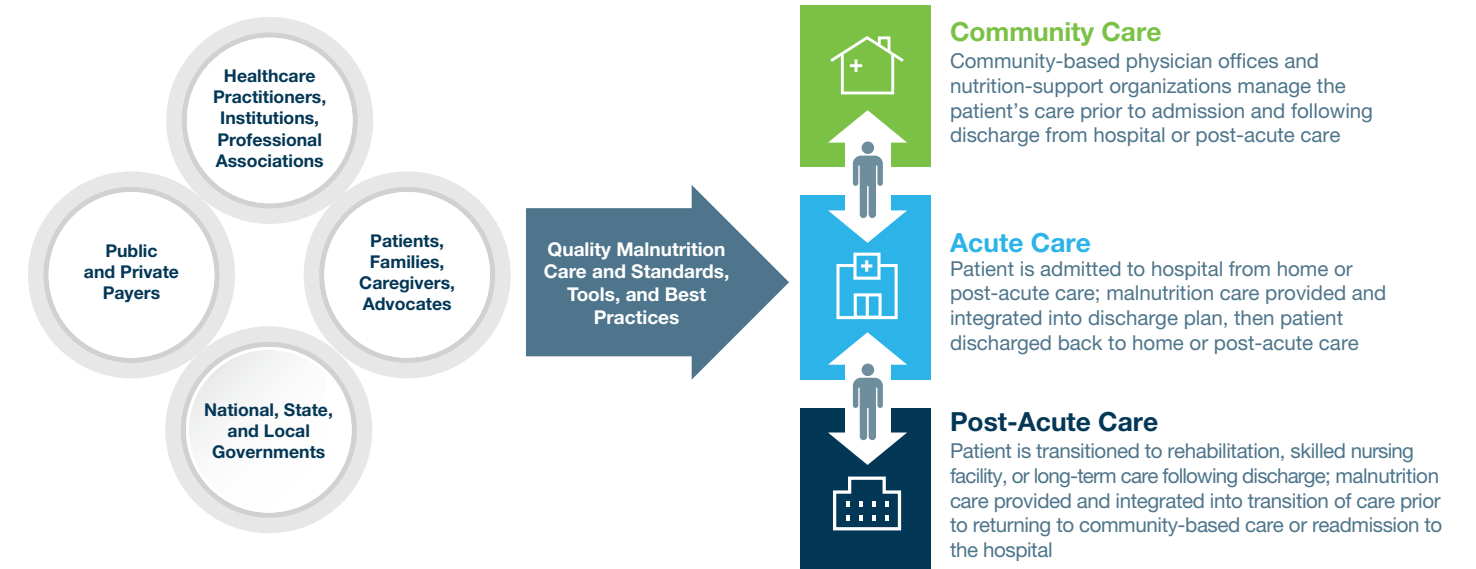 Healthcare
Practitioners,
Institutions,
Professional
Associations
Public
and Private
Payers
Patients,
Families,
Caregivers,
Advocates
National, State,
and Local
Governments
Quality Malnutrition
Care and Standards,
Tools, and Best
Practices
Community Care
Community-based physician offices and
nutrition-support organizations manage the
patient’s care prior to admission and following
discharge from hospital or post-acute care
Acute Care
Patient is admitted to hospital from home or
post-acute care; malnutrition care provided and
integrated into discharge plan, then patient
discharged back to home or post-acute care
Post-Acute Care
Patient is transitioned to rehabilitation, skilled nursing
facility, or long-term care following discharge; malnutrition
care provided and integrated into transition of care prior
to returning to community-based care or readmission to
the hospital